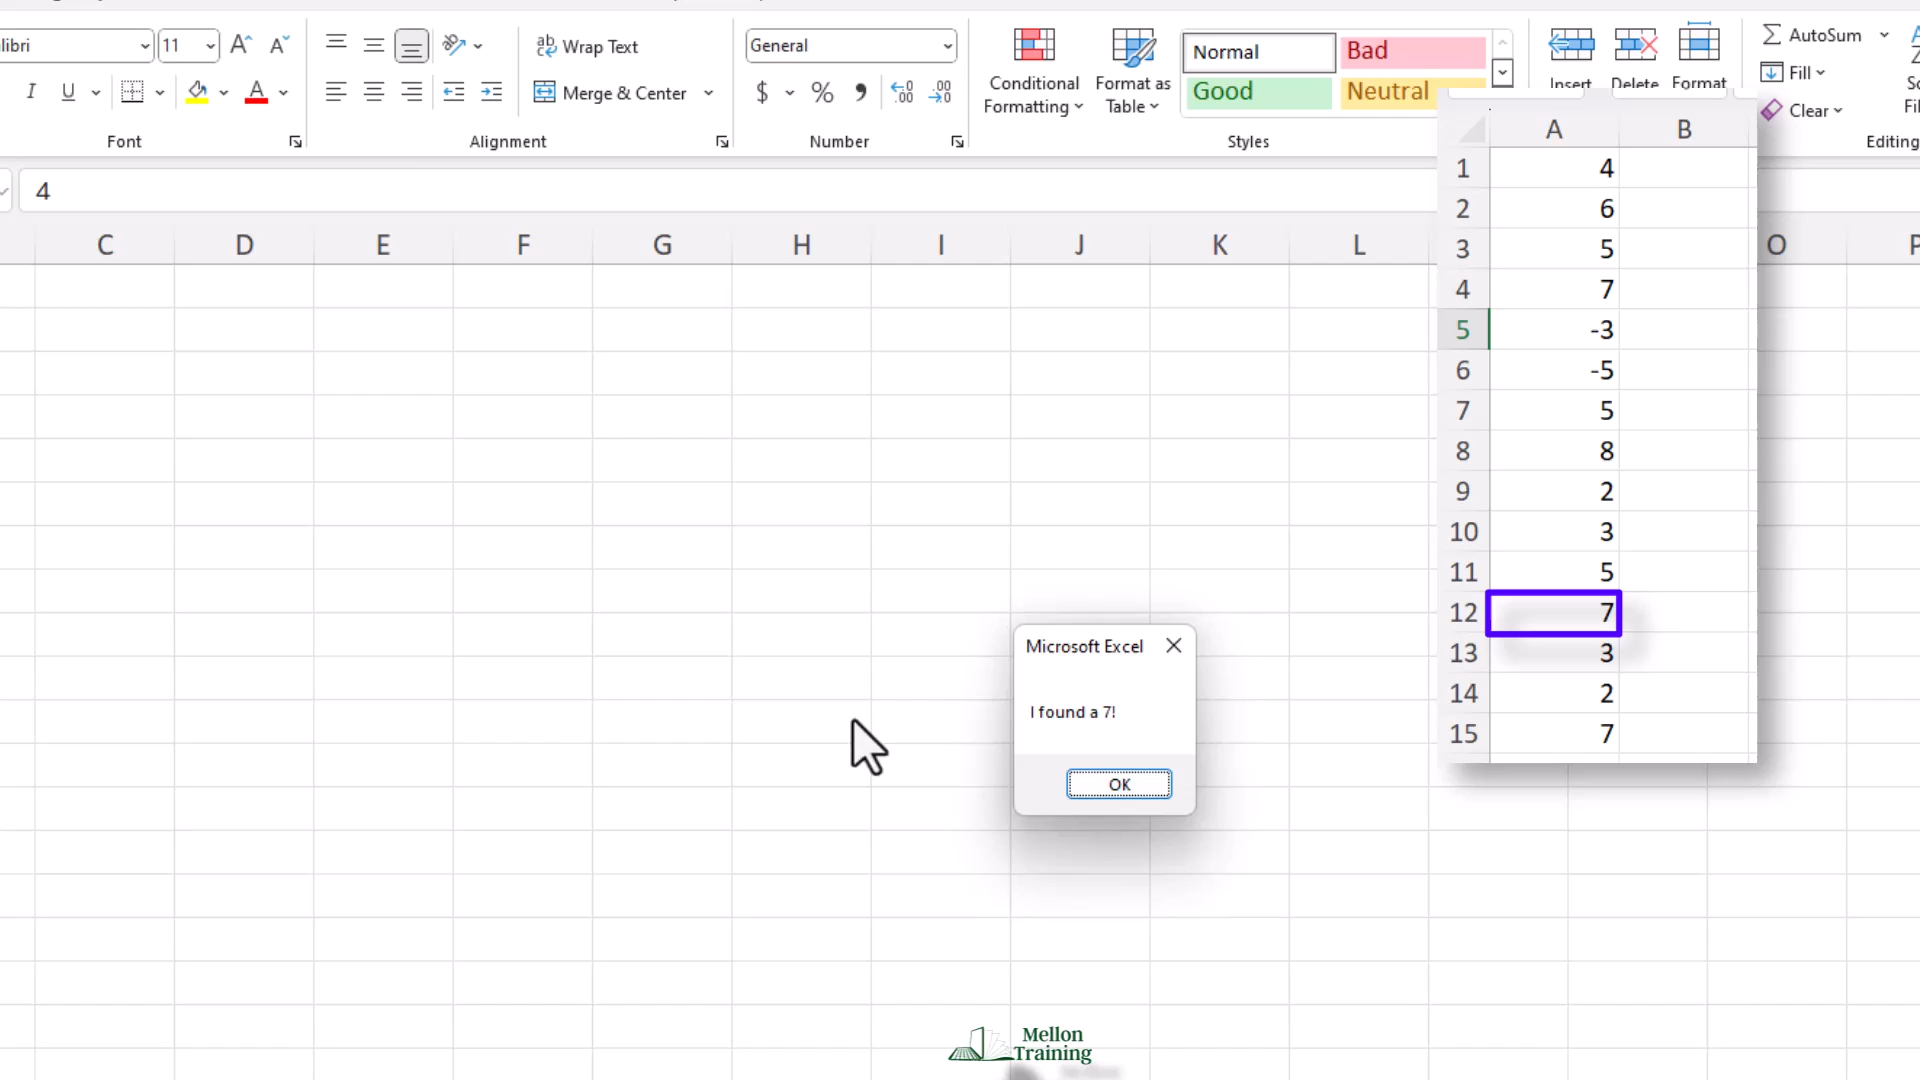 libri
11
Wrap Text
General
Normal
Bad
Good
Neutral
Conditional
Formatting
Format as
Table
Insert
Delete
Format
AutoSum
Fill
Clear
I
U
A
Merge & Center
$ % ,
Font
Alignment
Number
Styles
Editing
4
C D E F G H I J K L O
A B
1 4
2 6
3 5
4 7
5 -3
6 -5
7 5
8 8
9 2
10 3
11 5
12 7
13 3
14 2
15 7
Microsoft Excel
I found a 7!
OK
Mellon
Training